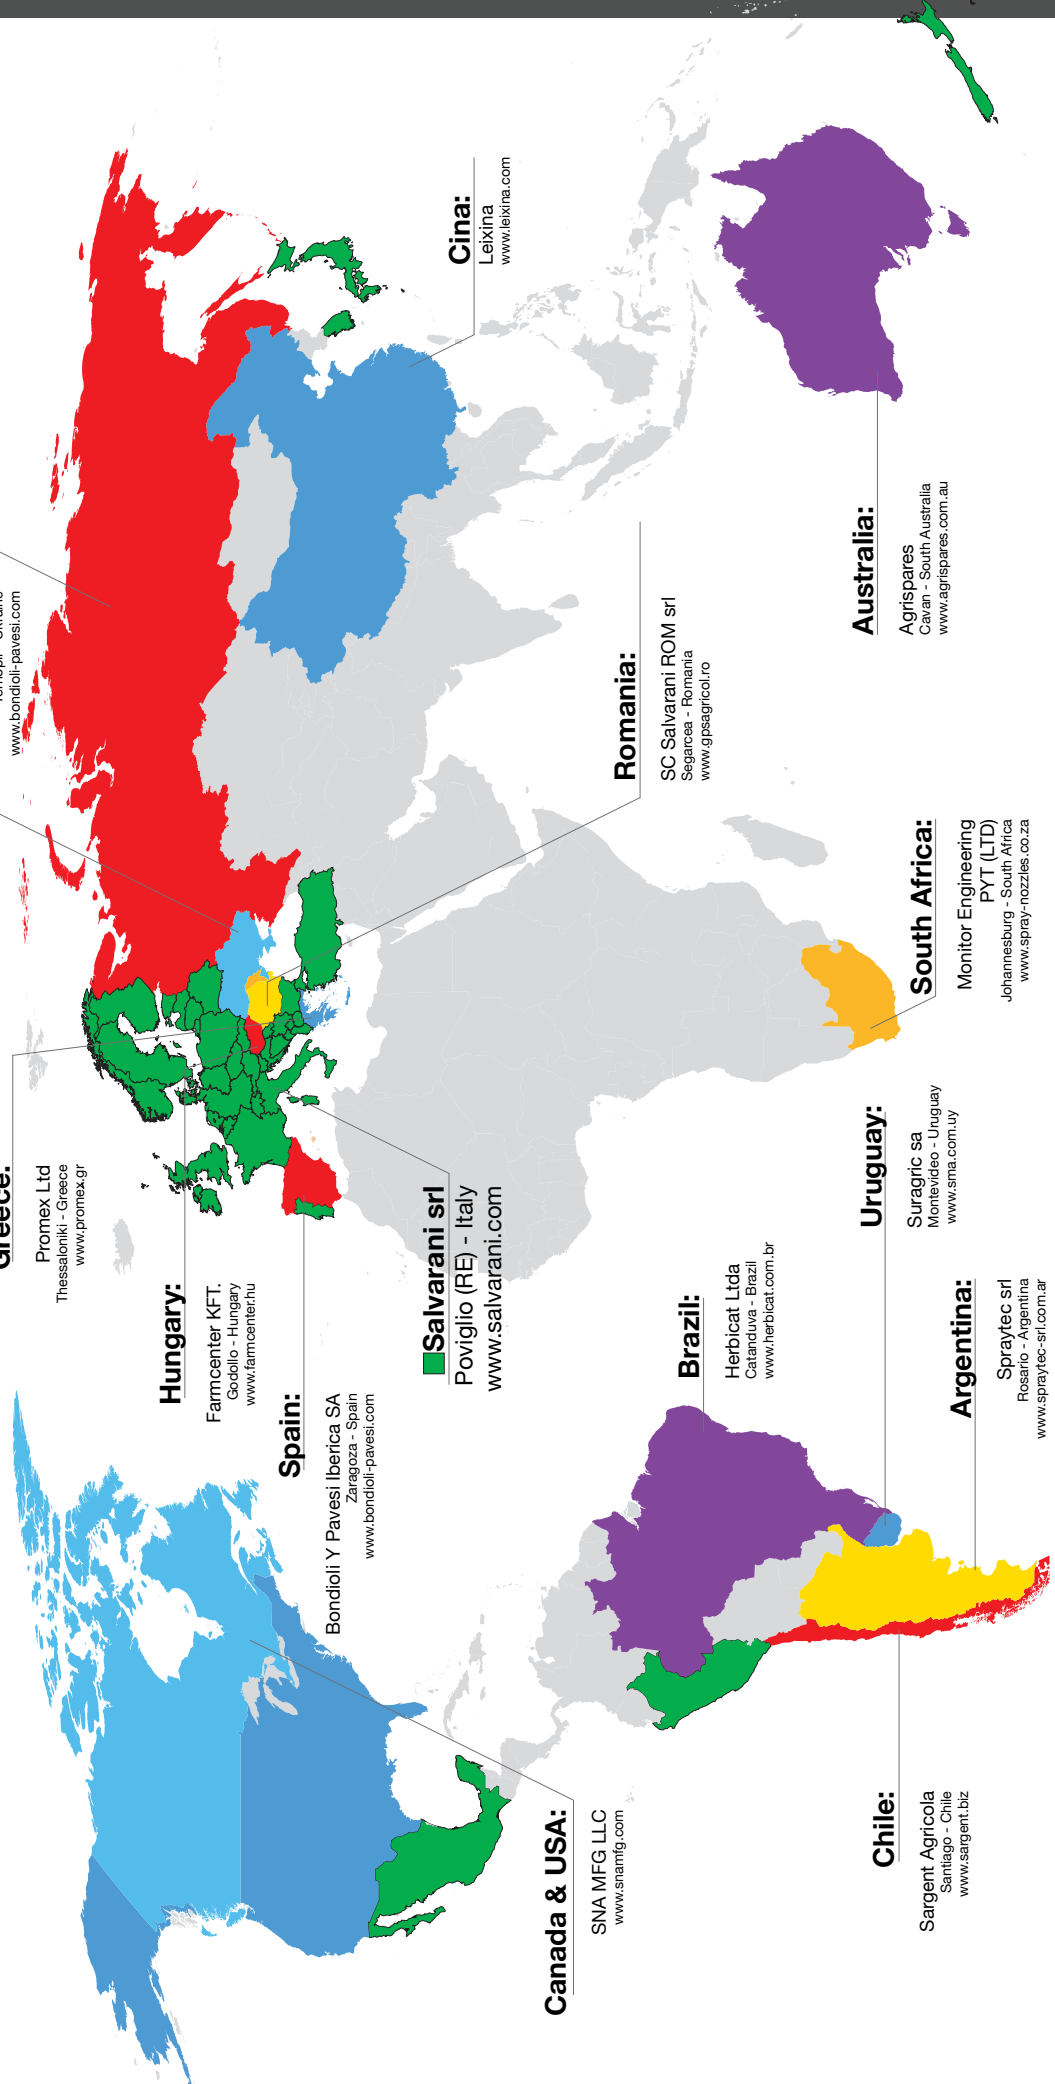 www.bondioli-pavesi.com
Greece:
Promex Ltd
Thessaloniki - Greece
www.promex.gr
Hungary:
Farmcenter KFT.
Godollo - Hungary
www.farmcenter.hu
Spain:
Bondioli Y Pavesi Iberica SA
Zaragoza - Spain
www.bondioli-pavesi.com
Salvarani srl
Poviglio (RE) - Italy
www.salvarani.com
Cina:
Leixina
www.leixina.com
Canada & USA:
SNA MFG LLC
www.snamfg.com
Romania:
SC Salvarani ROM srl
Segarcea - Romania
www.gpsagricol.ro
Brazil:
Herbicat Ltda
Catanduva - Brazil
www.herbicat.com.br
Chile:
Sargent Agricola
Santiago - Chile
www.sargent.biz
Uruguay:
Suragric sa
Montevideo - Uruguay
www.sma.com.uy
Australia:
Agrispares
Cavan - South Australia
www.agrispares.com.au
Argentina:
Spraytec srl
Rosario - Argentina
www.spraytec-srl.com.ar
South Africa:
Monitor Engineering
PYT (LTD)
Johannesburg - South Africa
www.spray-nozzles.co.za